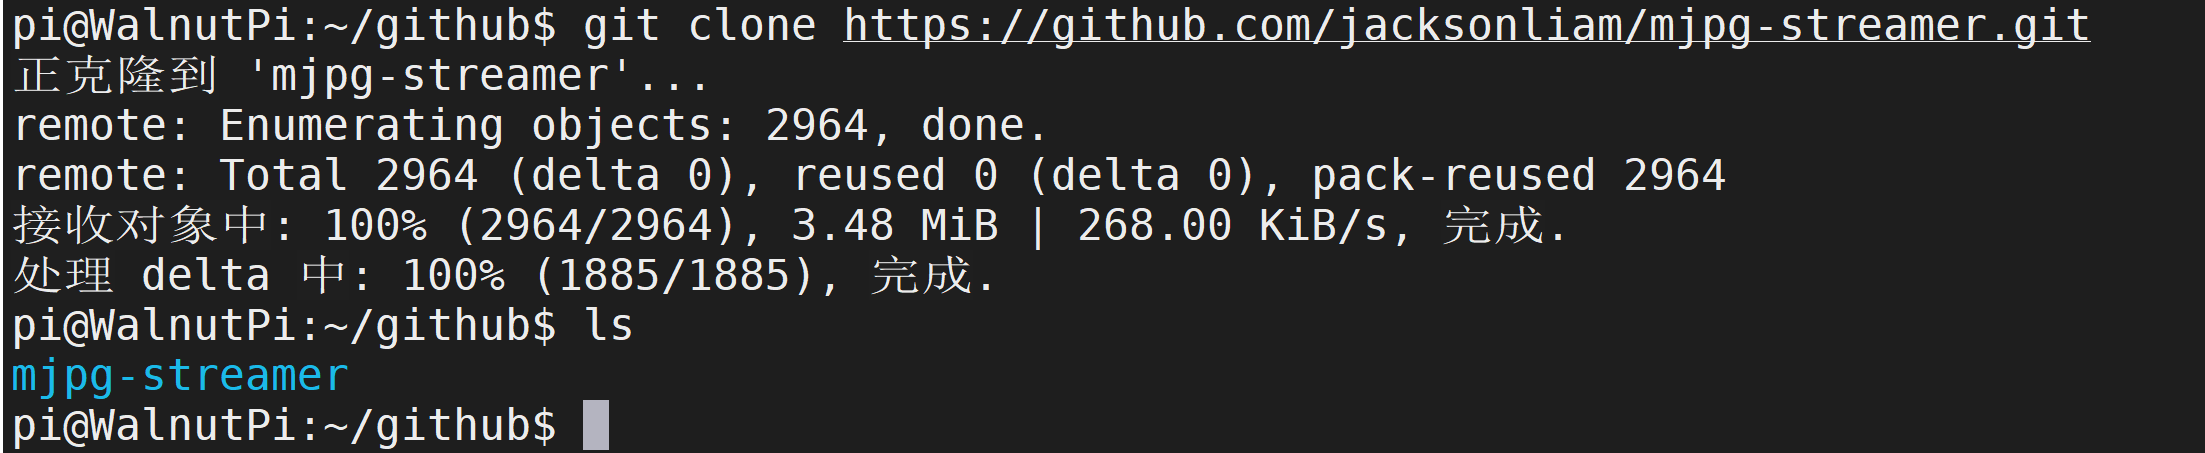 pi@WalnutPi:~/github$ git clone https://github.com/jacksonliam/mjpg-streamer.git
正克隆到 'mjpg-streamer'...
remote: Enumerating objects: 2964, done.
remote: Total 2964 (delta 0), reused 0 (delta 0), pack-reused 2964
接收对象中: 100% (2964/2964), 3.48 MiB | 268.00 KiB/s, 完成.
处理 delta 中: 100% (1885/1885), 完成.
pi@WalnutPi:~/github$ ls
mjpg-streamer
pi@WalnutPi:~/github$